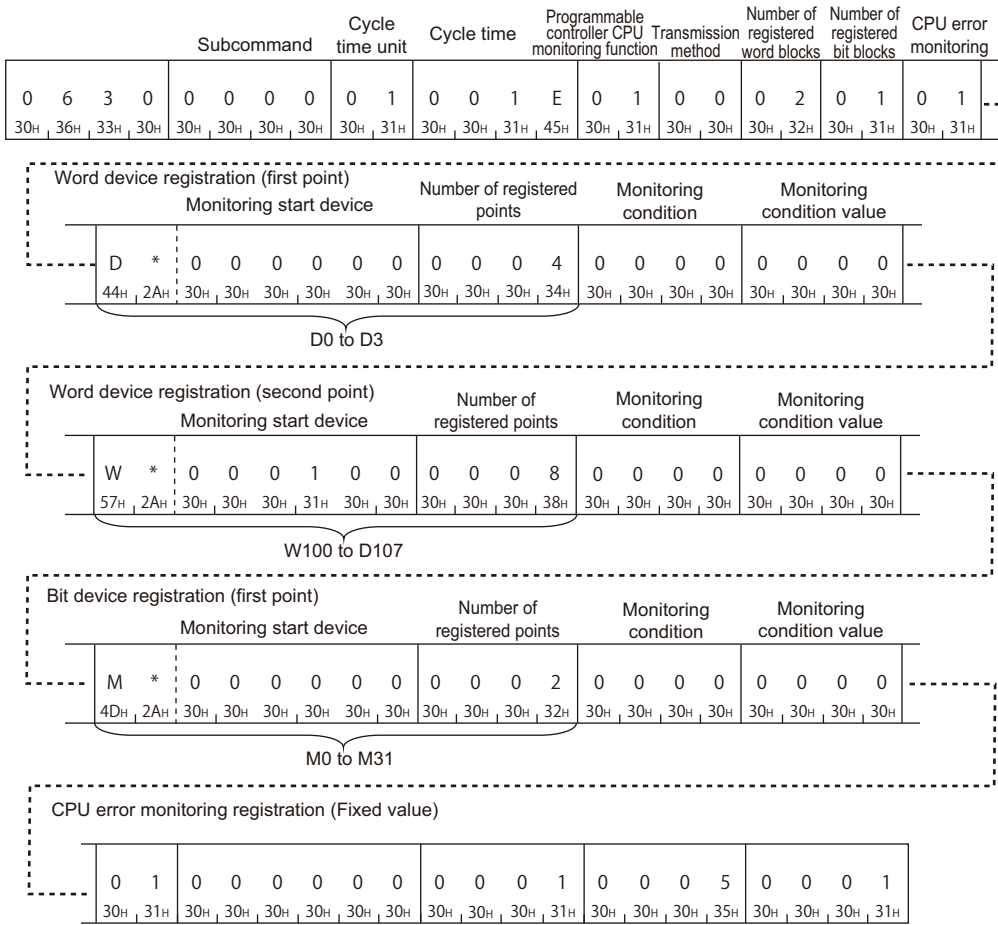 Subcommand Cycle time unit Cycle time Programmable controller CPU monitoring function Transmission method Number of registered word blocks Number of registered bit blocks CPU error monitoring
0 6 3 0 0 0 0 0 0 1 0 0 1 E 0 1 0 0 0 2 0 1 0 1
30H 36H 33H 30H 30H 30H 30H 30H 30H 31H 30H 30H 31H 45H 30H 31H 30H 30H 30H 32H 30H 31H 30H 31H
Word device registration (first point)
Monitoring start device Number of registered points Monitoring condition Monitoring condition value
D * 0 0 0 0 0 0 0 0 0 4 0 0 0 0 0 0 0 0
44H 2AH 30H 30H 30H 30H 30H 30H 30H 30H 30H 34H 30H 30H 30H 30H 30H 30H 30H 30H
D0 to D3
Word device registration (second point)
Monitoring start device Number of registered points Monitoring condition Monitoring condition value
W * 0 0 0 1 0 0 0 0 0 8 0 0 0 0 0 0 0 0
57H 2AH 30H 30H 30H 31H 30H 30H 30H 30H 30H 38H 30H 30H 30H 30H 30H 30H 30H 30H
W100 to D107
Bit device registration (first point)
Monitoring start device Number of registered points Monitoring condition Monitoring condition value
M * 0 0 0 0 0 0 0 0 0 2 0 0 0 0 0 0 0 0
4DH 2AH 30H 30H 30H 30H 30H 30H 30H 30H 30H 32H 30H 30H 30H 30H 30H 30H 30H 30H
M0 to M31
CPU error monitoring registration (Fixed value)
0 1 0 0 0 0 0 0 0 0 0 1 0 0 0 5 0 0 0 1
30H 31H 30H 30H 30H 30H 30H 30H 30H 30H 30H 31H 30H 30H 30H 35H 30H 30H 30H 31H